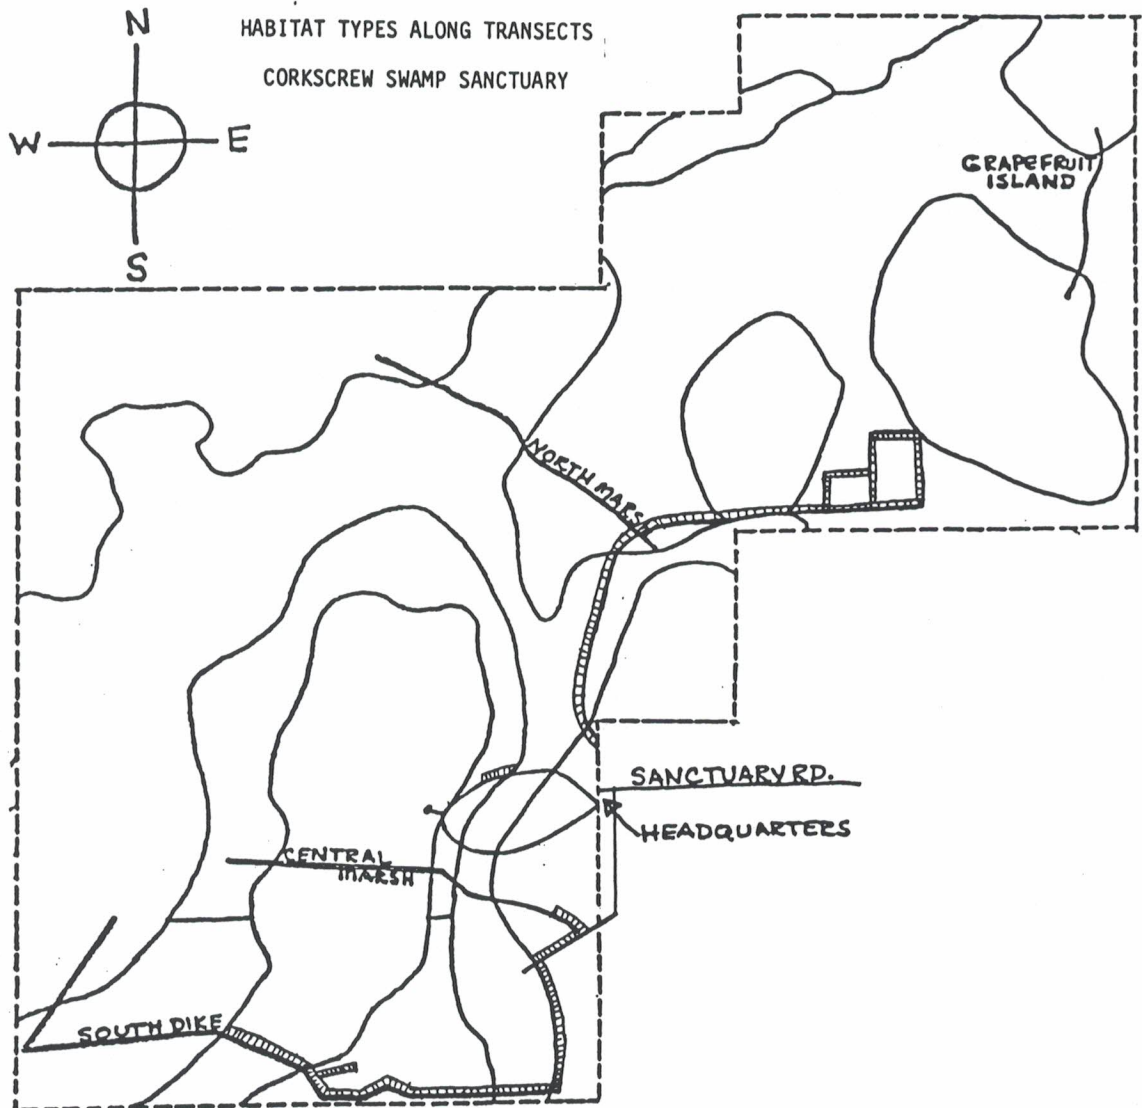 N
HABITAT TYPES ALONG TRANSECTS
CORKSCREW SWAMP SANCTUARY
W E
S
GRAPEFRUIT
ISLAND
NORTH MARSH
SANCTUARY RD.
HEADQUARTERS
CENTRAL
MARSH
SOUTH DIKE